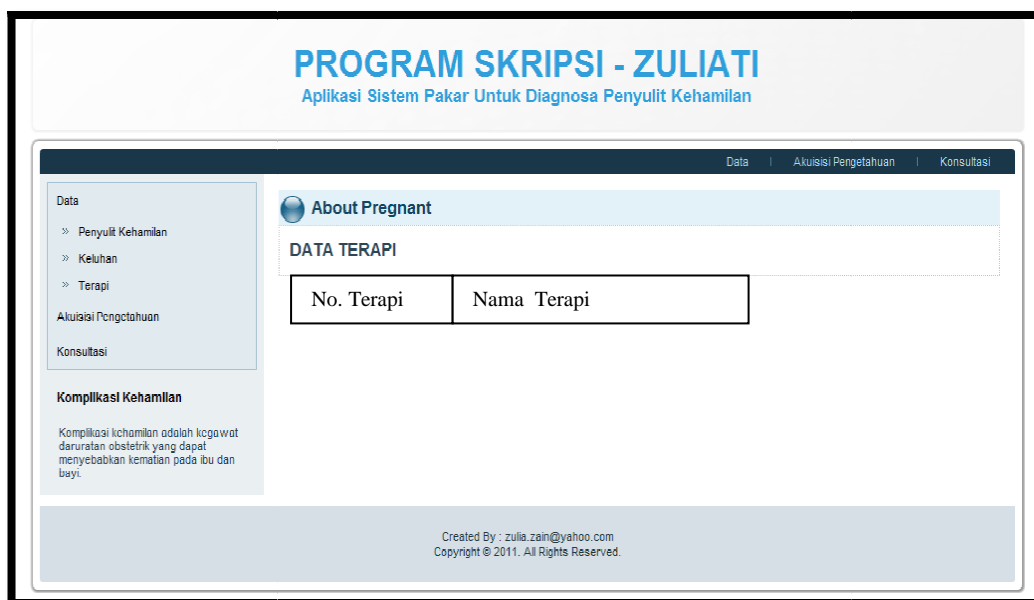 PROGRAM SKRIPSI - ZULIATI
Aplikasi Sistem Pakar Untuk Diagnosa Penyulit Kehamilan
Data | Akuisisi Pengetahuan | Konsultasi
Data
» Penyulit Kehamilan
» Keluhan
» Terapi
Akuisisi Pengetahuan
Konsultasi
Komplikasi Kehamilan
Komplikasi kehamilan adalah kegawat
daruratan obstetrik yang dapat
menyebabkan kematian pada ibu dan
bayi.
About Pregnant
DATA TERAPI
No. Terapi Nama Terapi
Created By : zulia.zain@yahoo.com
Copyright © 2011. All Rights Reserved.